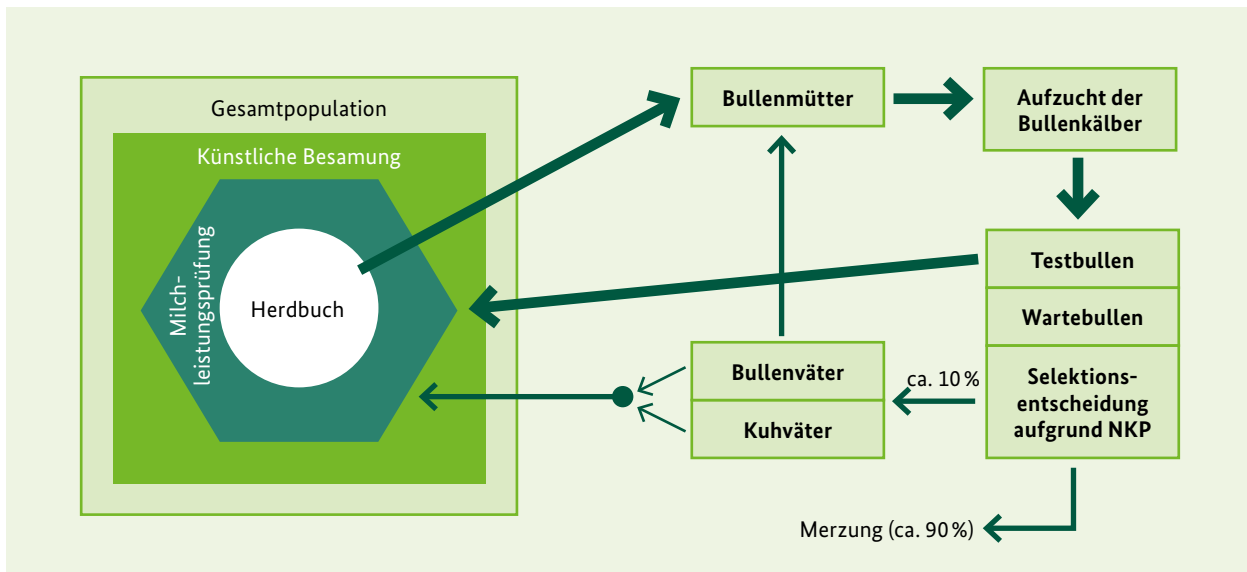 Gesamtpopulation
Künstliche Besamung
Milch-
leistungsprüfung
Herdbuch
Bullenmütter
Aufzucht der
Bullenkälber
Testbullen
Wartebullen
Selektions-
entscheidung
aufgrund NKP
ca. 10 %
Bullenväter
Kuhväter
Merzung (ca. 90 %)